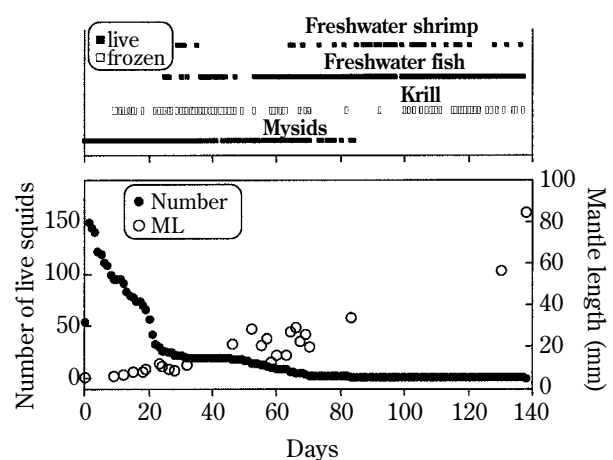 Freshwater shrimp
live
frozen
Freshwater fish
Krill
Mysids
Number
ML
Number of live squids
150
100
50
0
Mantle length (mm)
100
80
60
40
20
0
0 20 40 60 80 100 120 140
Days